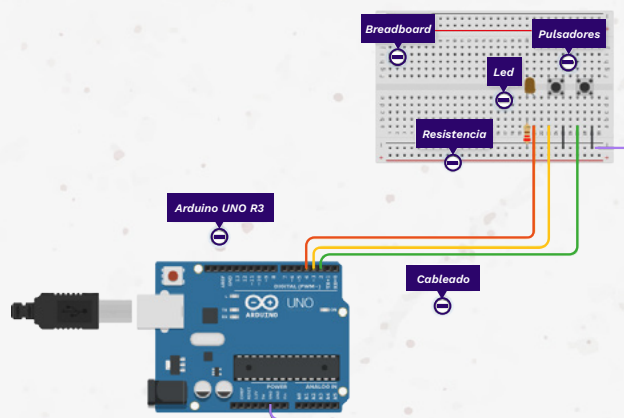 Breadboard
Pulsadores
Led
Resistencia
Arduino UNO R3
Cableado
DIGITAL (PWM~)
UNO
ARDUINO
POWER
ANALOG IN